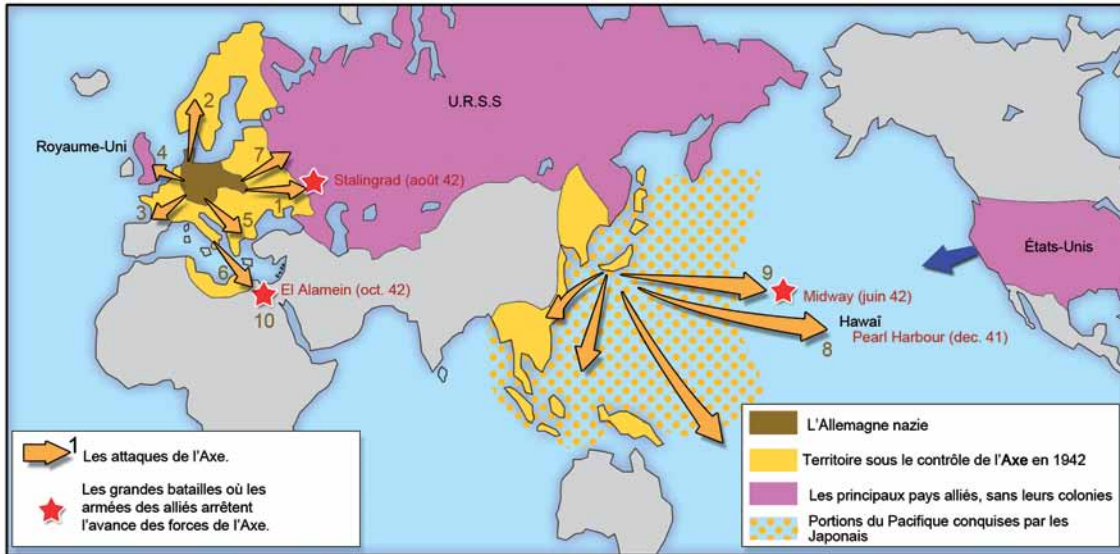 U.R.S.S
Royaume-Uni
2
4
7
Stalingrad (août 42)
1
3
5
États-Unis
6
9
El Alamein (oct. 42)
Midway (juin 42)
10
Hawaî
Pearl Harbour (dec. 41)
8
1
Les attaques de l'Axe.
Les grandes batailles où les
armées des alliés arrêtent
l'avance des forces de l'Axe.
L'Allemagne nazie
Territoire sous le contrôle de l'Axe en 1942
Les principaux pays alliés, sans leurs colonies
Portions du Pacifique conquises par les
Japonais